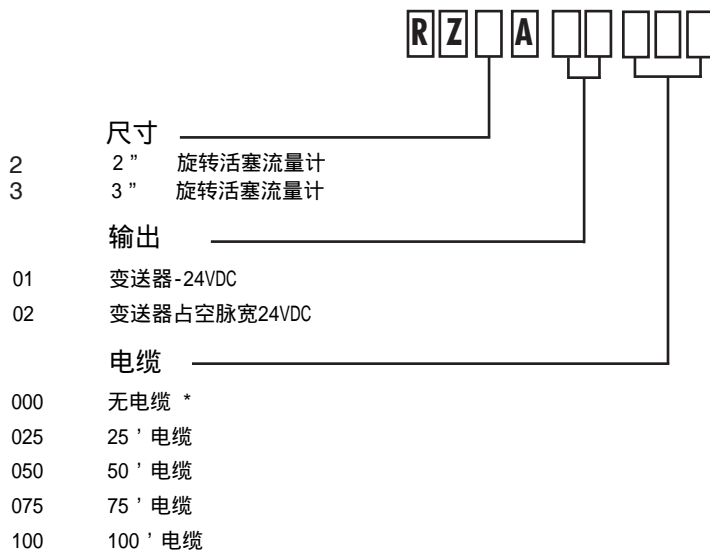 RZ A
尺寸
2 2 ” 旋转活塞流量计
3 3 ” 旋转活塞流量计
输出
01 变送器-24VDC
02 变送器占空脉宽24VDC
电缆
000 无电缆 *
025 25 ’ 电缆
050 50 ’ 电缆
075 75 ’ 电缆
100 100 ’ 电缆